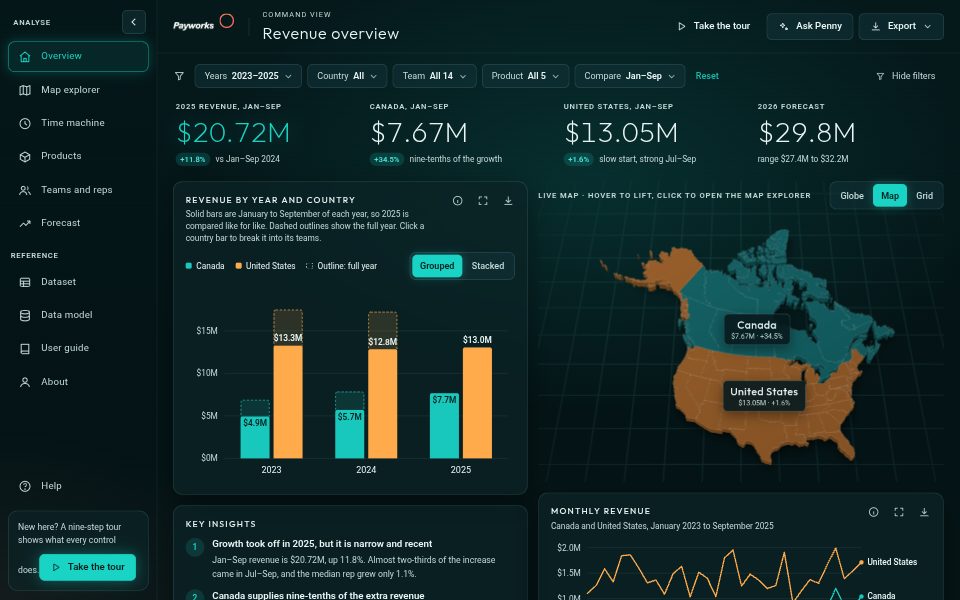 ANALYSE
Overview
Map explorer
Time machine
Products
Teams and reps
Forecast
REFERENCE
Dataset
Data model
User guide
About
Help
New here? A nine-step tour
shows what every control
does.
Take the tour
Payworks
COMMAND VIEW
Revenue overview
Take the tour
Ask Penny
Export
Years 2023–2025
Country All
Team All 14
Product All 5
Compare Jan–Sep
Reset
Hide filters
2025 REVENUE, JAN–SEP
$20.72M
+11.8% vs Jan–Sep 2024
CANADA, JAN–SEP
$7.67M
+34.5% nine-tenths of the growth
UNITED STATES, JAN–SEP
$13.05M
+1.6% slow start, strong Jul–Sep
2026 FORECAST
$29.8M
range $27.4M to $32.2M
REVENUE BY YEAR AND COUNTRY
Solid bars are January to September of each year, so 2025 is
compared like for like. Dashed outlines show the full year. Click a
country bar to break it into its teams.
Canada
United States
Outline: full year
Grouped
Stacked
$15M
$10M
$5M
$0M
$4.9M
$13.3M
$5.7M
$12.8M
$7.7M
$13.0M
2023
2024
2025
LIVE MAP · HOVER TO LIFT, CLICK TO OPEN THE MAP EXPLORER
Globe
Map
Grid
Canada
$7.67M · +34.5%
United States
$13.05M · +1.6%
KEY INSIGHTS
1
Growth took off in 2025, but it is narrow and recent
Jan–Sep revenue is $20.72M, up 11.8%. Almost two-thirds of the increase
came in Jul–Sep, and the median rep grew only 1.1%.
2
Canada supplies nine-tenths of the extra revenue
MONTHLY REVENUE
Canada and United States, January 2023 to September 2025
$2.0M
$1.5M
$1.0M
United States
Canada